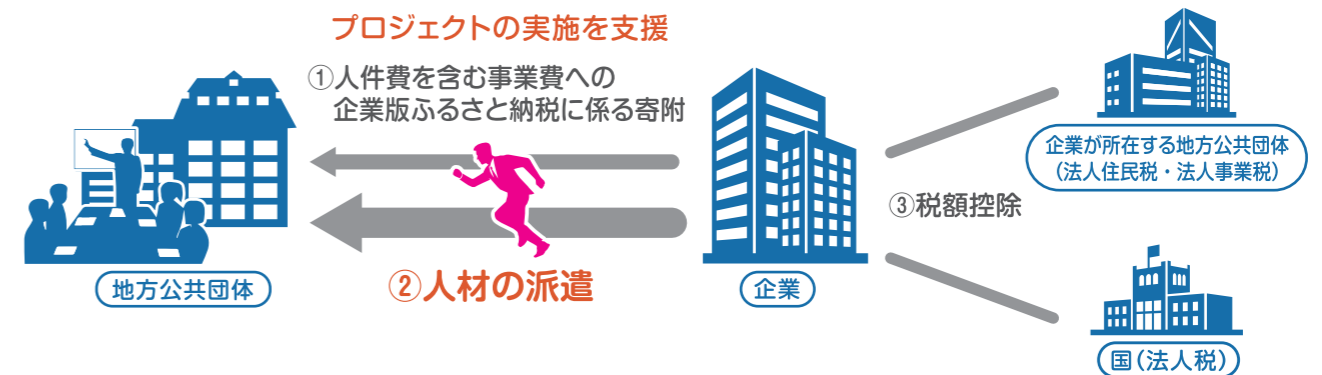 プロジェクトの実施を支援
①人件費を含む事業費への
企業版ふるさと納税に係る寄附
②人材の派遣
地方公共団体
企業
③税額控除
企業が所在する地方公共団体
（法人住民税・法人事業税）
国（法人税）